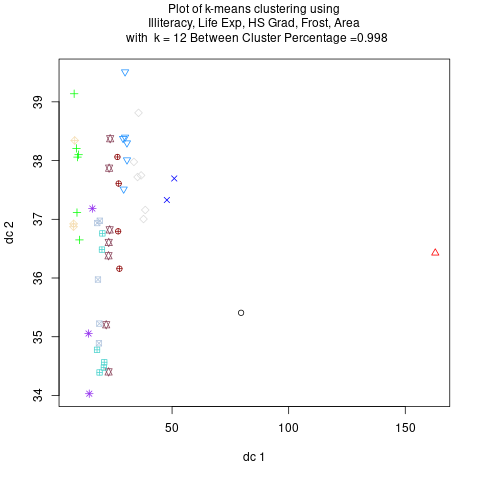 Plot of k-means clustering using
Illiteracy, Life Exp, HS Grad, Frost, Area
with k = 12 Between Cluster Percentage =0.998
39
38
37
36
35
34
dc 2
50
100
150
dc 1